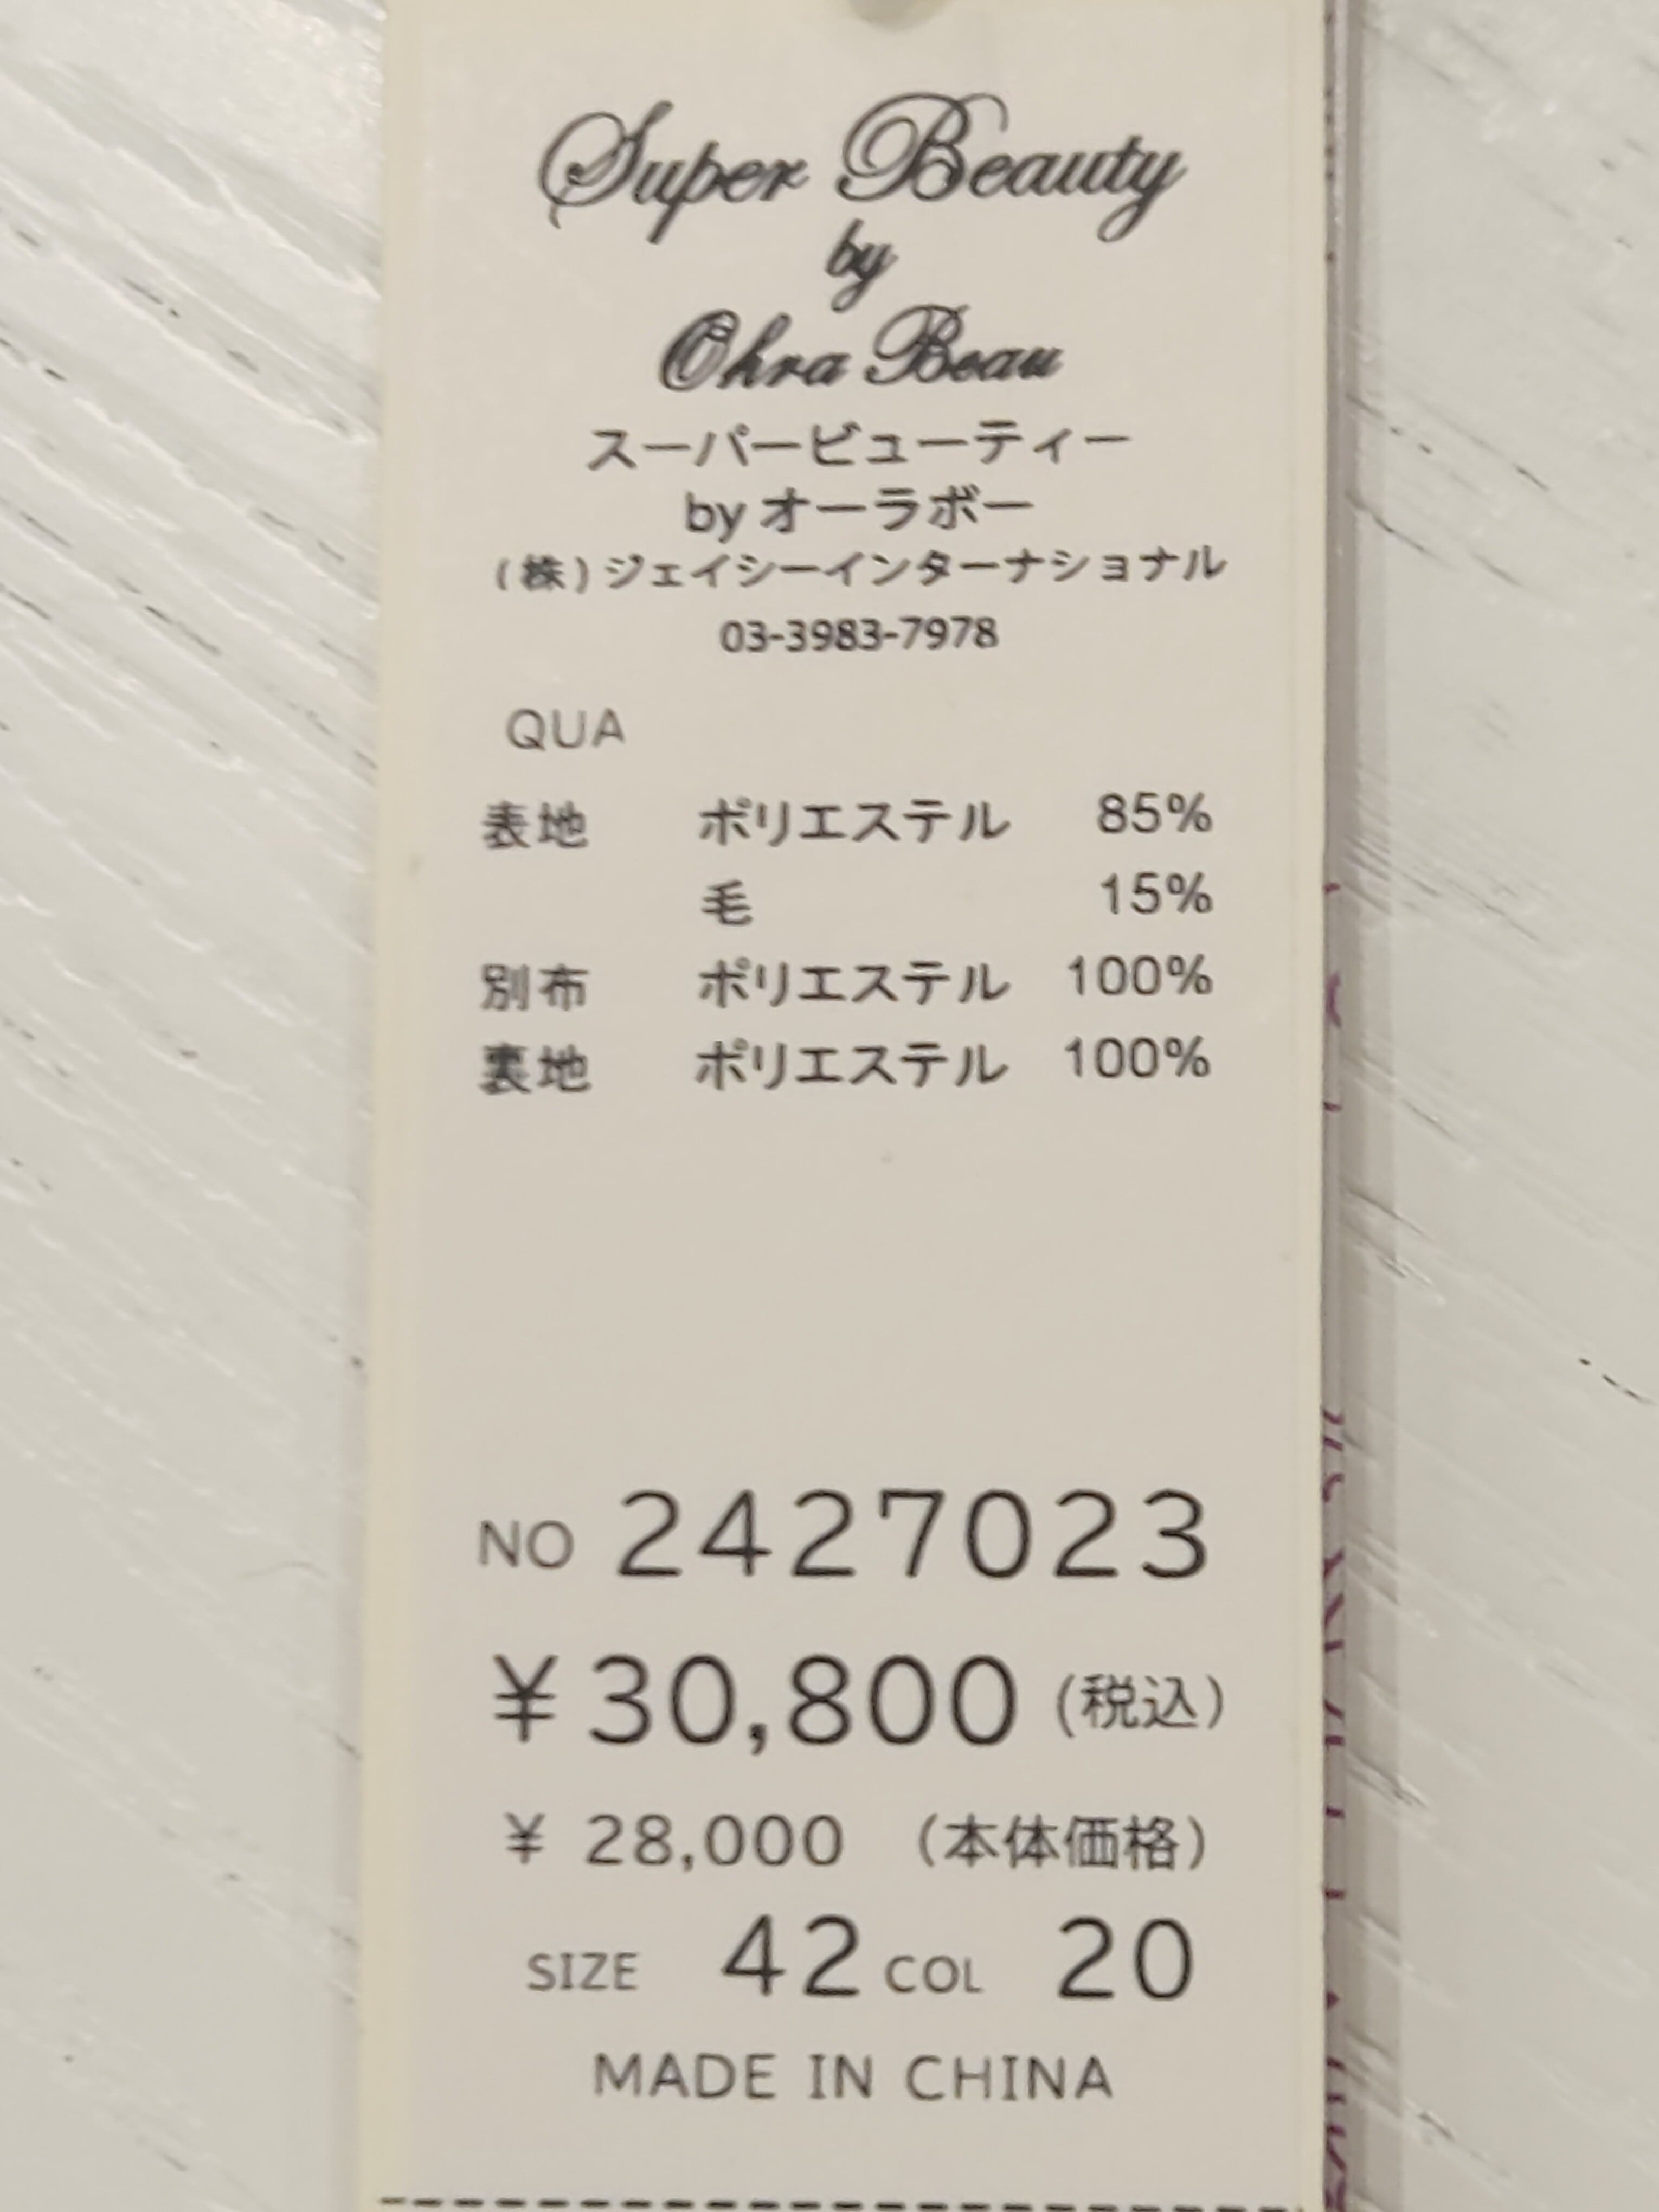 Super Beauty
by
Ohra Beau
スーパービューティー
by オーラボー
(株)ジェイシーインターナショナル
03-3983-7978
QUA
表地 ポリエステル 85%
毛 15%
別布 ポリエステル 100%
裏地 ポリエステル 100%
NO 2427023
¥30,800 (税込)
¥ 28,000 (本体価格)
SIZE 42 COL 20
MADE IN CHINA